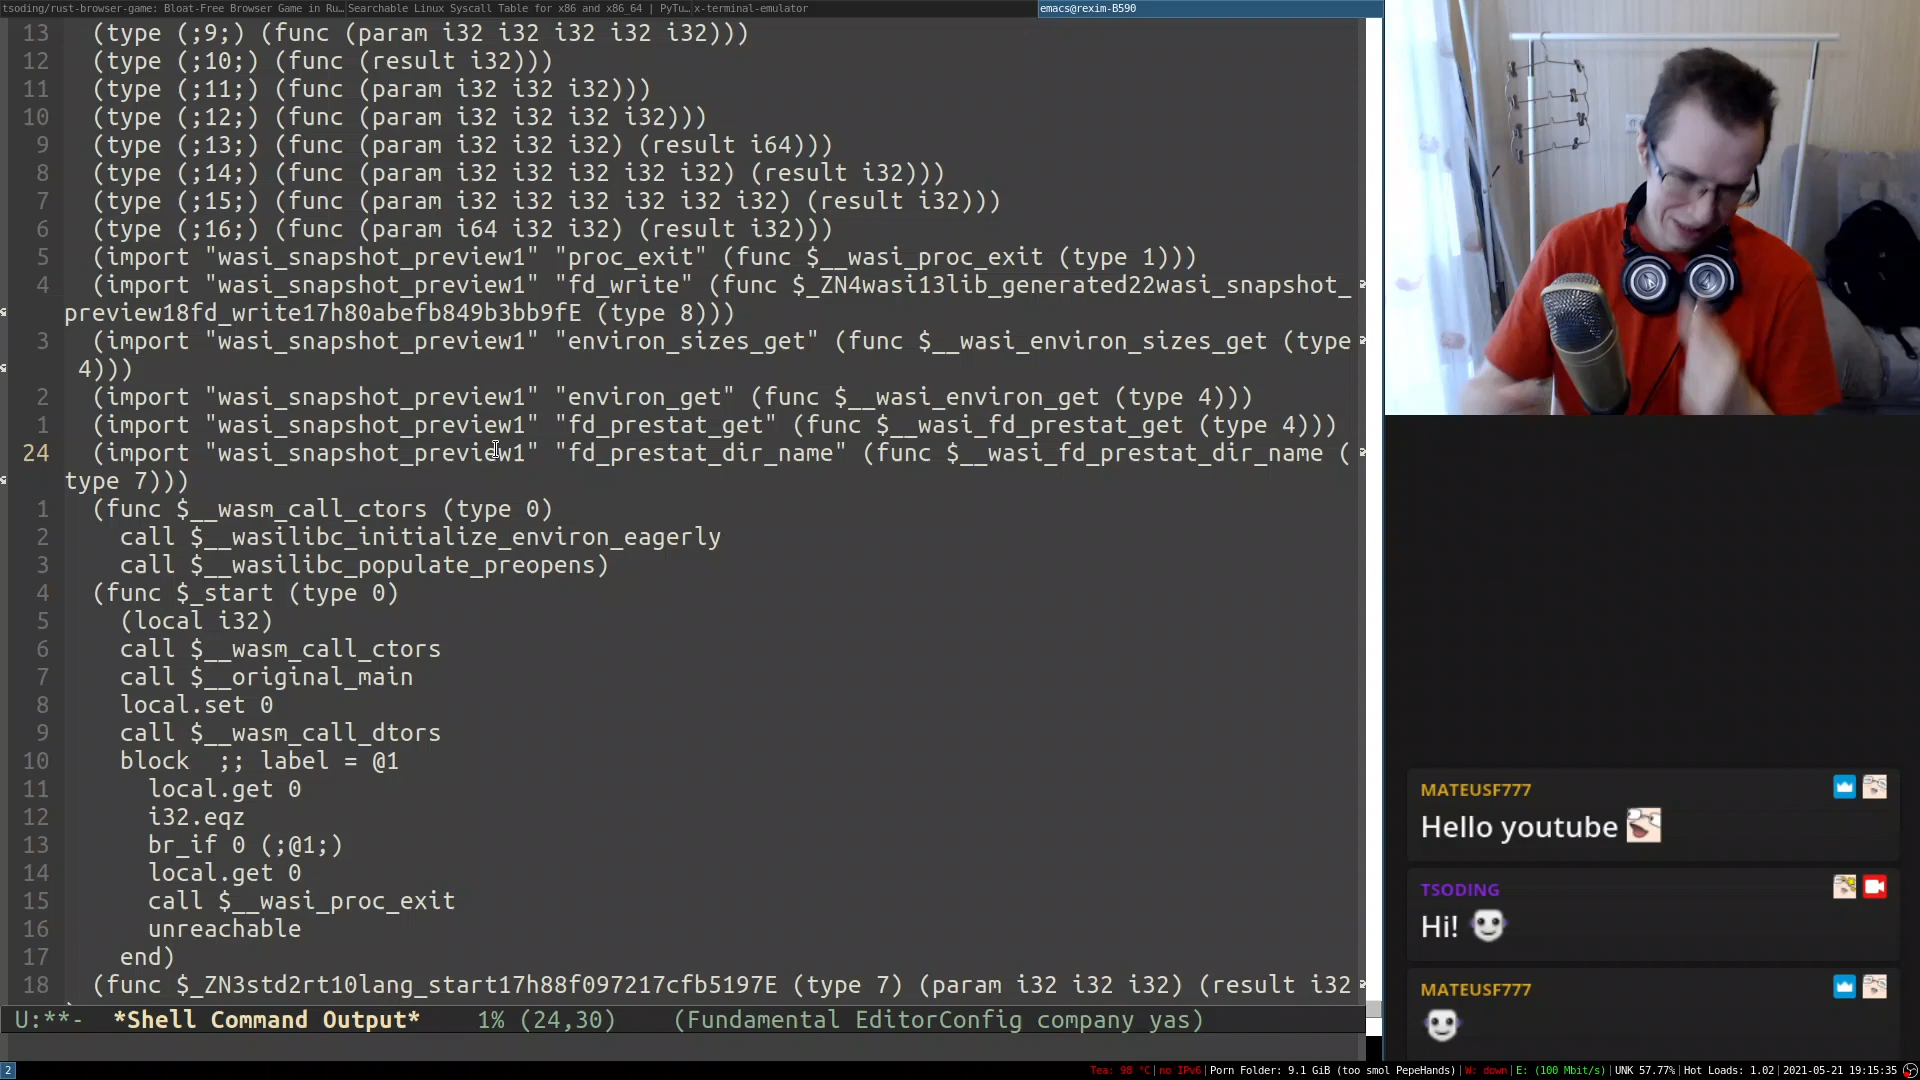 tsoding/rust-browser-game: Bloat-Free Browser Game in Ru… Searchable Linux Syscall Table for x86 and x86_64 | PyTu… x-terminal-emulator emacs@rexim-B590
13 (type (;9;) (func (param i32 i32 i32 i32 i32)))
12 (type (;10;) (func (result i32)))
11 (type (;11;) (func (param i32 i32 i32)))
10 (type (;12;) (func (param i32 i32 i32 i32)))
9 (type (;13;) (func (param i32 i32 i32) (result i64)))
8 (type (;14;) (func (param i32 i32 i32 i32 i32) (result i32)))
7 (type (;15;) (func (param i32 i32 i32 i32 i32 i32) (result i32)))
6 (type (;16;) (func (param i64 i32 i32) (result i32)))
5 (import "wasi_snapshot_preview1" "proc_exit" (func $__wasi_proc_exit (type 1)))
4 (import "wasi_snapshot_preview1" "fd_write" (func $_ZN4wasi13lib_generated22wasi_snapshot_
preview18fd_write17h80abefb849b3bb9fE (type 8)))
3 (import "wasi_snapshot_preview1" "environ_sizes_get" (func $__wasi_environ_sizes_get (type
4)))
2 (import "wasi_snapshot_preview1" "environ_get" (func $__wasi_environ_get (type 4)))
1 (import "wasi_snapshot_preview1" "fd_prestat_get" (func $__wasi_fd_prestat_get (type 4)))
24 (import "wasi_snapshot_preview1" "fd_prestat_dir_name" (func $__wasi_fd_prestat_dir_name (
type 7)))
1 (func $__wasm_call_ctors (type 0)
2 call $__wasilibc_initialize_environ_eagerly
3 call $__wasilibc_populate_preopens)
4 (func $_start (type 0)
5 (local i32)
6 call $__wasm_call_ctors
7 call $__original_main
8 local.set 0
9 call $__wasm_call_dtors
10 block ;; label = @1
11 local.get 0
12 i32.eqz
13 br_if 0 (;@1;)
14 local.get 0
15 call $__wasi_proc_exit
16 unreachable
17 end)
18 (func $_ZN3std2rt10lang_start17h88f097217cfb5197E (type 7) (param i32 i32 i32) (result i32
U:**- *Shell Command Output* 1% (24,30) (Fundamental EditorConfig company yas)
MATEUSF777
Hello youtube
TSODING
Hi!
MATEUSF777
2 Tea: 98 °C | no IPv6 | Porn Folder: 9.1 GiB (too smol PepeHands) | W: down | E: (100 Mbit/s) | UNK 57.77% | Hot Loads: 1.02 | 2021-05-21 19:15:35